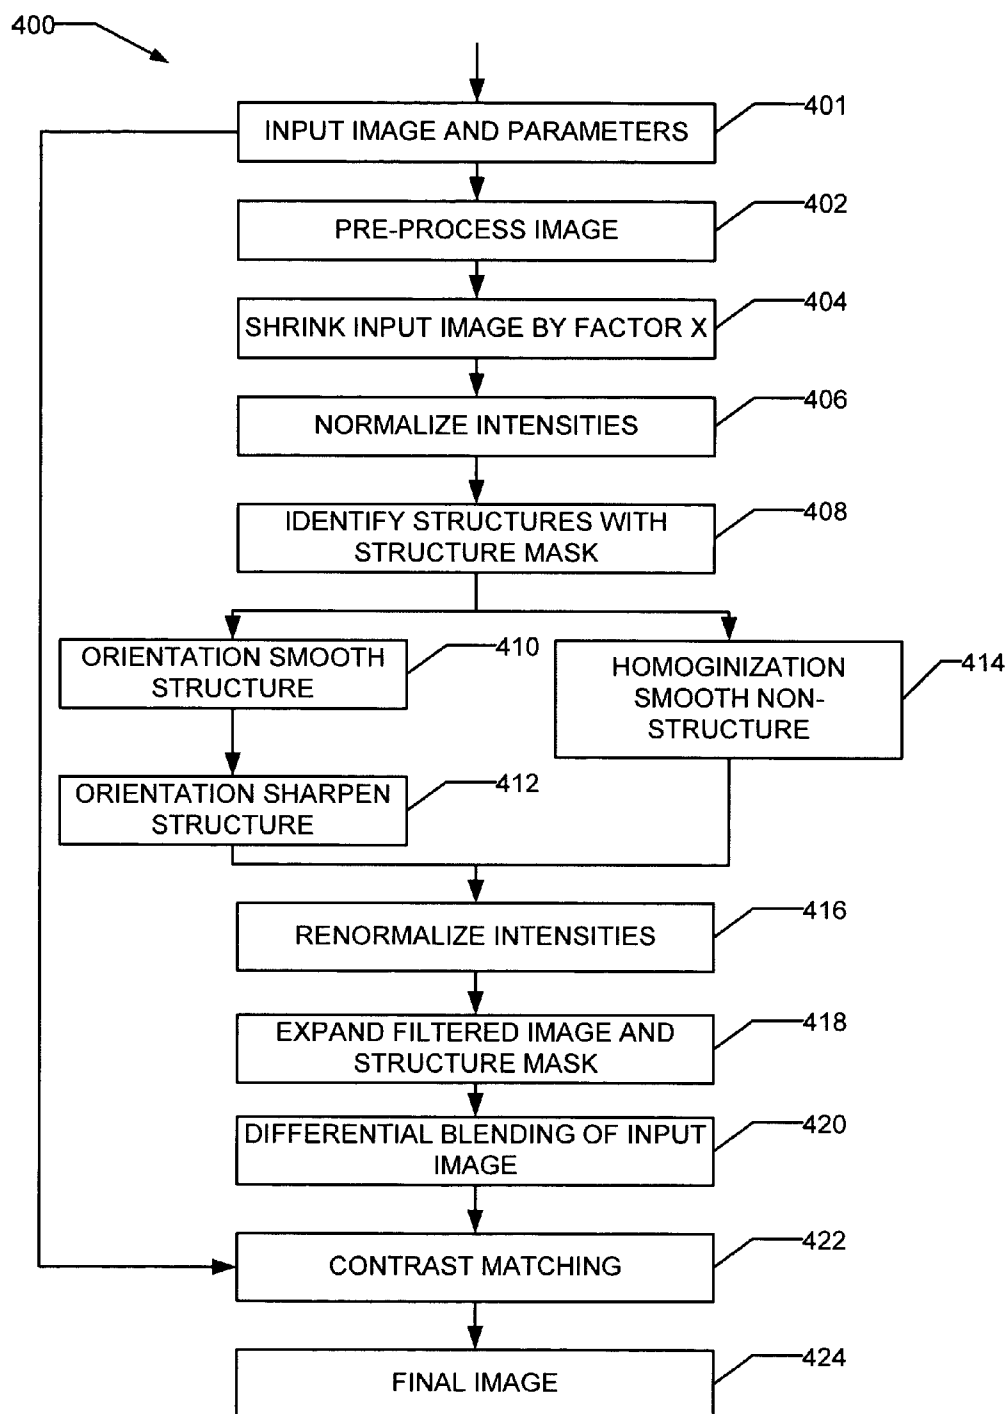 400
401
INPUT IMAGE AND PARAMETERS
402
PRE-PROCESS IMAGE
404
SHRINK INPUT IMAGE BY FACTOR X
406
NORMALIZE INTENSITIES
408
IDENTIFY STRUCTURES WITH
STRUCTURE MASK
410
ORIENTATION SMOOTH
STRUCTURE
414
HOMOGINIZATION
SMOOTH NON-
STRUCTURE
412
ORIENTATION SHARPEN
STRUCTURE
416
RENORMALIZE INTENSITIES
418
EXPAND FILTERED IMAGE AND
STRUCTURE MASK
420
DIFFERENTIAL BLENDING OF INPUT
IMAGE
422
CONTRAST MATCHING
424
FINAL IMAGE